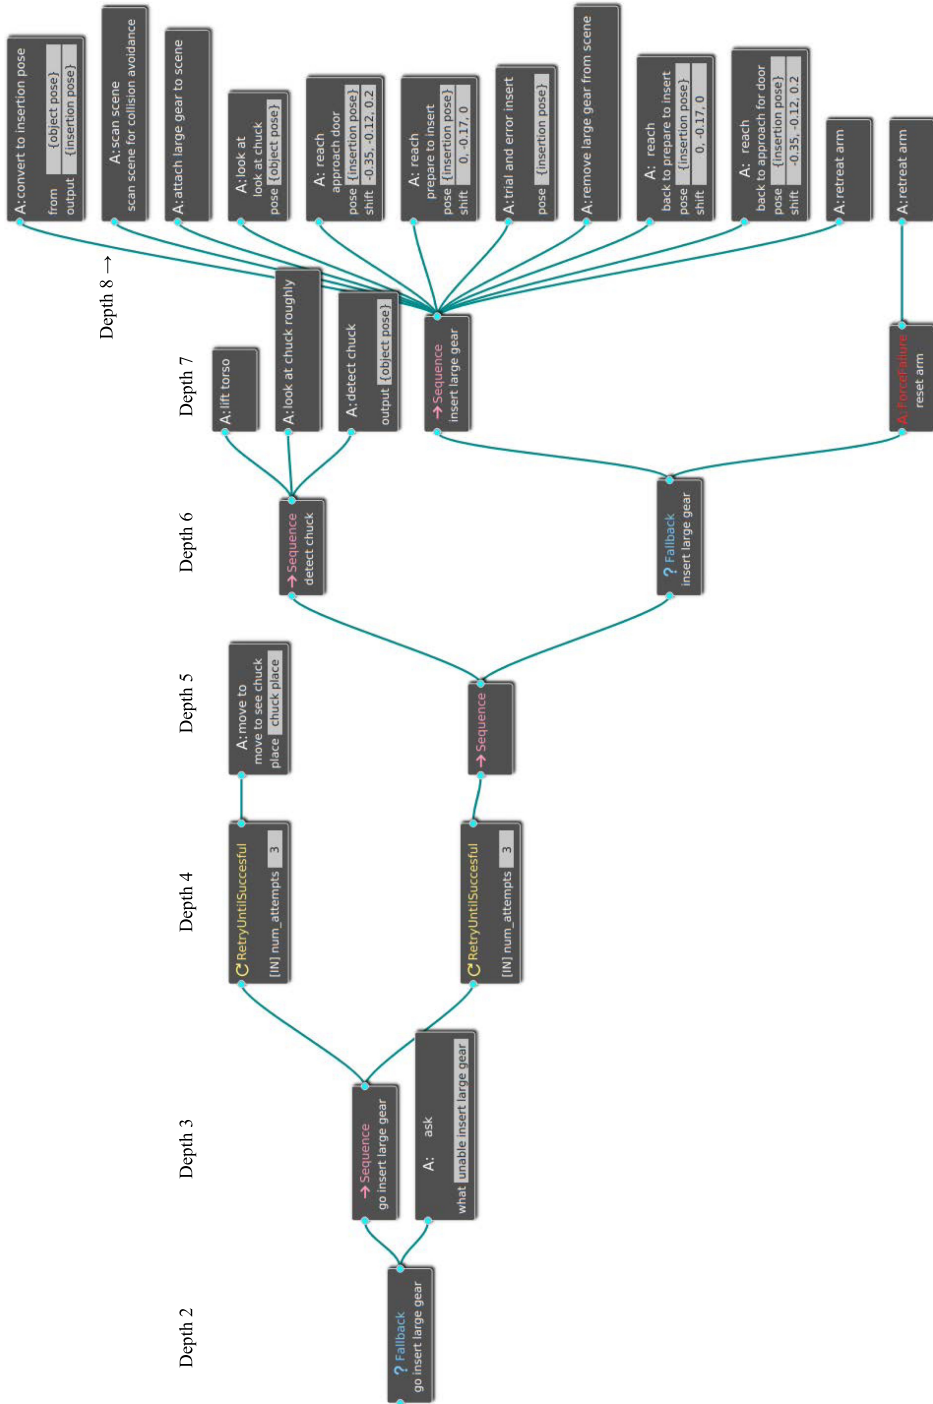 Depth 2
Depth 3
Depth 4
Depth 5
Depth 6
Depth 7
Depth 8 →
? Fallback
go insert large gear
→ Sequence
go insert large gear
A: ask
what unable insert large gear
RetryUntilSuccesful
[IN] num_attempts 3
RetryUntilSuccesful
[IN] num_attempts 3
A: move to
move to see chuck
place chuck place
→ Sequence
→ Sequence
detect chuck
? Fallback
insert large gear
A: lift torso
A: look at chuck roughly
A: detect chuck
output {object pose}
→ Sequence
insert large gear
A: ForceFailure
reset arm
A: convert to insertion pose
from {object pose}
output {insertion pose}
A: scan scene
scan scene for collision avoidance
A: attach large gear to scene
A: look at
look at chuck
pose {object pose}
A: reach
approach door
pose {insertion pose}
shift -0.35, -0.12, 0.2
A: reach
prepare to insert
pose {insertion pose}
shift 0, -0.17, 0
A: trial and error insert
pose {insertion pose}
A: remove large gear from scene
A: reach
back to prepare to insert
pose {insertion pose}
shift 0, -0.17, 0
A: reach
back to approach for door
pose {insertion pose}
shift -0.35, -0.12, 0.2
A: retreat arm
A: retreat arm